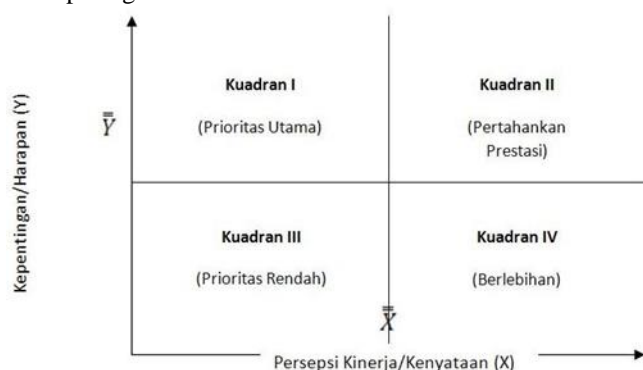 Kuadran I
(Prioritas Utama)
Kuadran II
(Pertahankan
Prestasi)
Kepentingan/Harapan (Y)
Y̿
Kuadran III
(Prioritas Rendah)
Kuadran IV
(Berlebihan)
X̿
Persepsi Kinerja/Kenyataan (X)